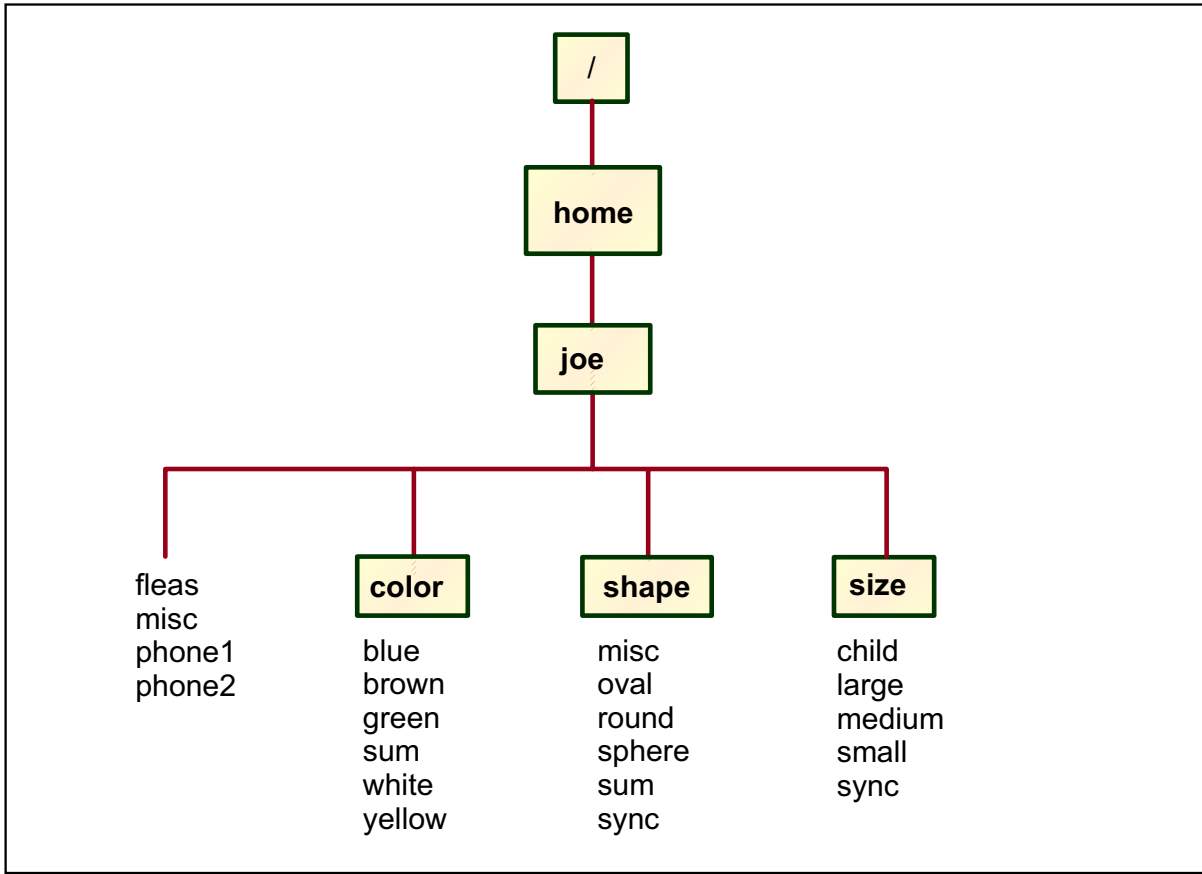 /
home
joe
fleas
misc
phone1
phone2
color
blue
brown
green
sum
white
yellow
shape
misc
oval
round
sphere
sum
sync
size
child
large
medium
small
sync